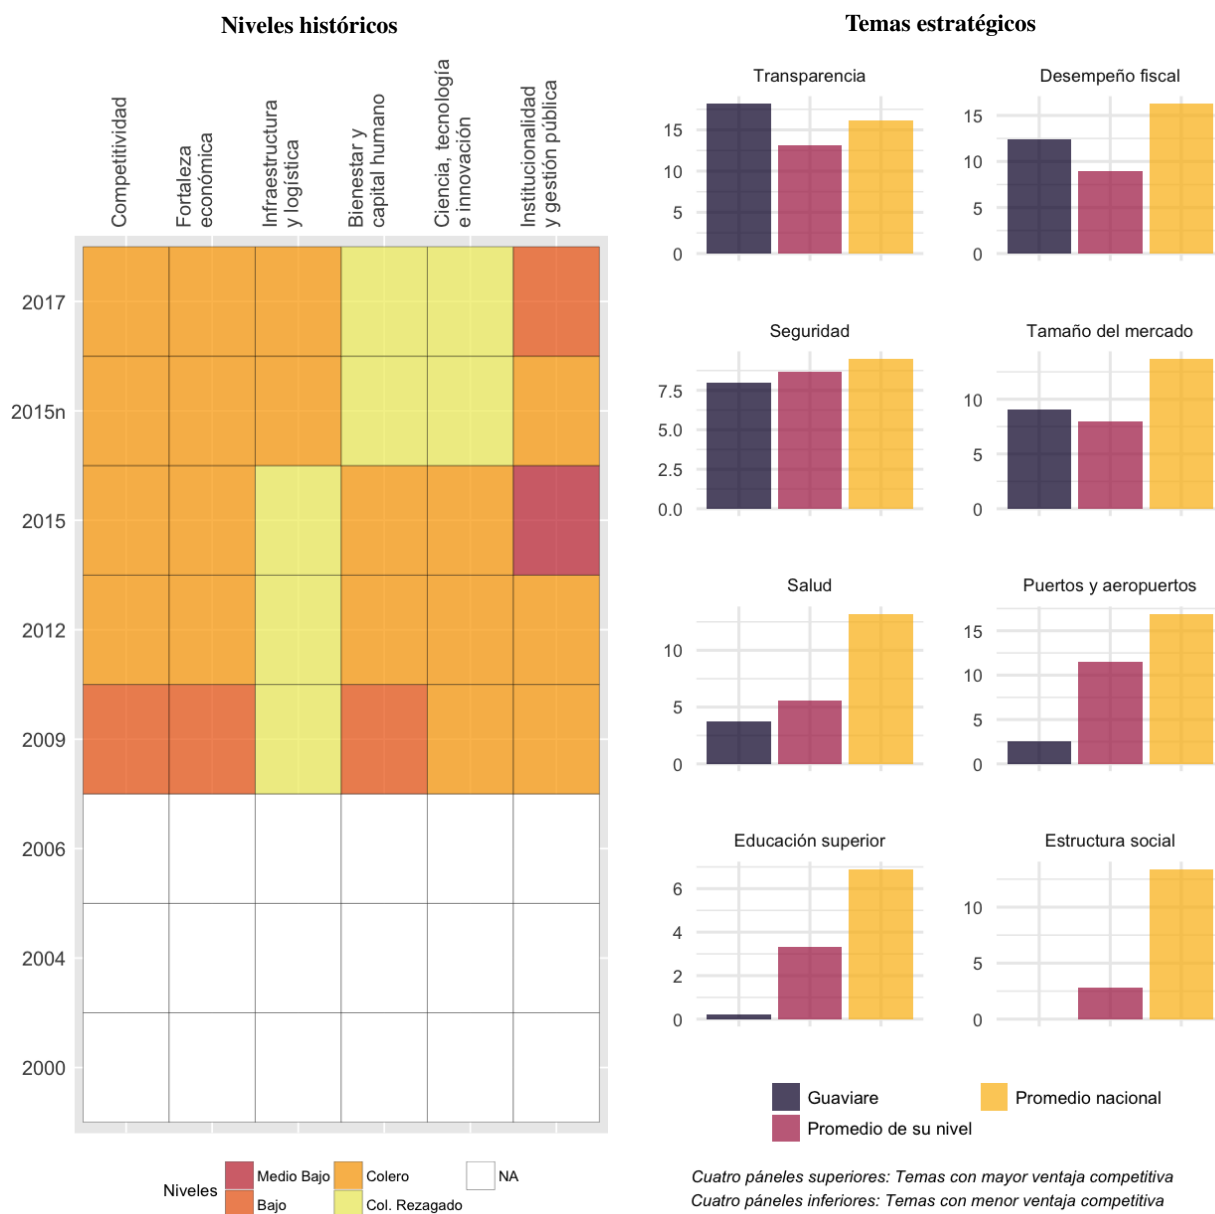 Niveles históricos
Competitividad
Fortaleza
económica
Infraestructura
y logística
Bienestar y
capital humano
Ciencia, tecnología
e innovación
Institucionalidad
y gestión pública
2017
2015n
2015
2012
2009
2006
2004
2000
Niveles
Medio Bajo
Bajo
Colero
Col. Rezagado
NA
Temas estratégicos
Transparencia
15
10
5
0
Desempeño fiscal
15
10
5
0
Seguridad
7.5
5.0
2.5
0.0
Tamaño del mercado
10
5
0
Salud
10
5
0
Puertos y aeropuertos
15
10
5
0
Educación superior
6
4
2
0
Estructura social
10
5
0
Guaviare
Promedio de su nivel
Promedio nacional
Cuatro páneles superiores: Temas con mayor ventaja competitiva
Cuatro páneles inferiores: Temas con menor ventaja competitiva